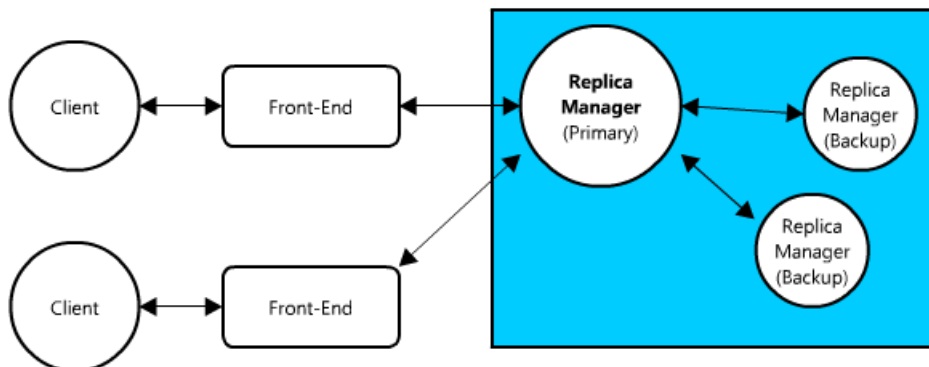 Client
Front-End
Replica
Manager
(Primary)
Replica
Manager
(Backup)
Replica
Manager
(Backup)
Client
Front-End